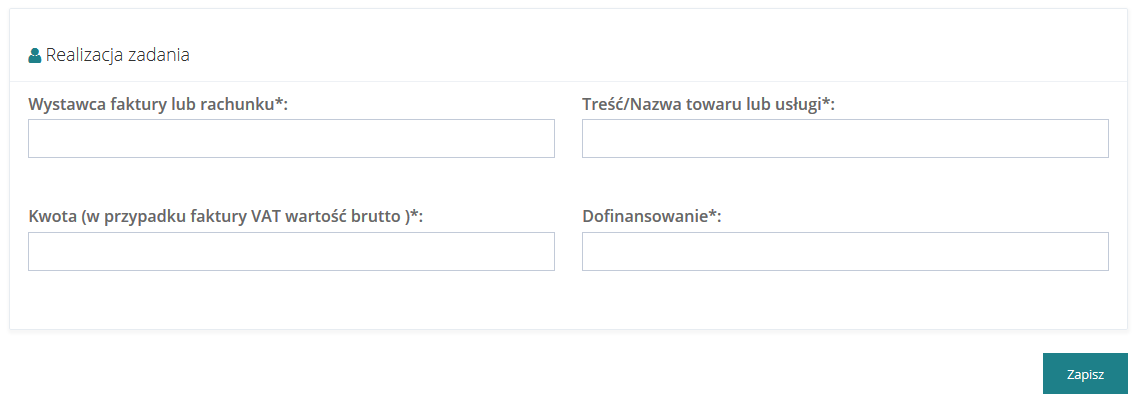 Realizacja zadania
Wystawca faktury lub rachunku*:
Treść/Nazwa towaru lub usługi*:
Kwota (w przypadku faktury VAT wartość brutto )*:
Dofinansowanie*:
Zapisz